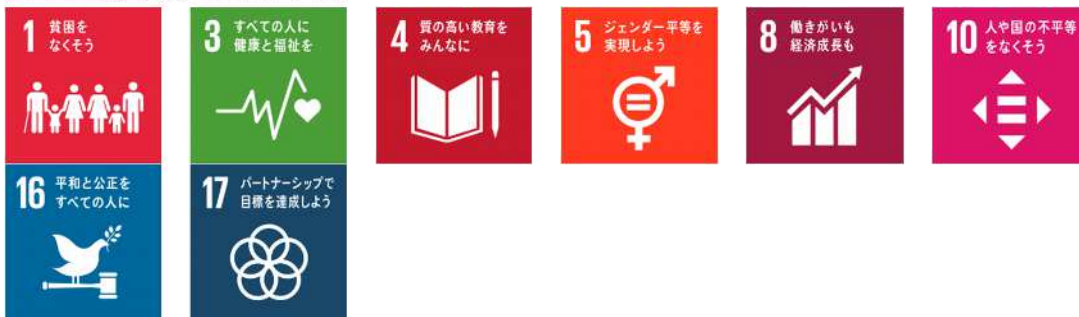 1 貧困を
なくそう
3 すべての人に
健康と福祉を
4 質の高い教育を
みんなに
5 ジェンダー平等を
実現しよう
8 働きがいも
経済成長も
10 人や国の不平等
をなくそう
16 平和と公正を
すべての人に
17 パートナーシップで
目標を達成しよう